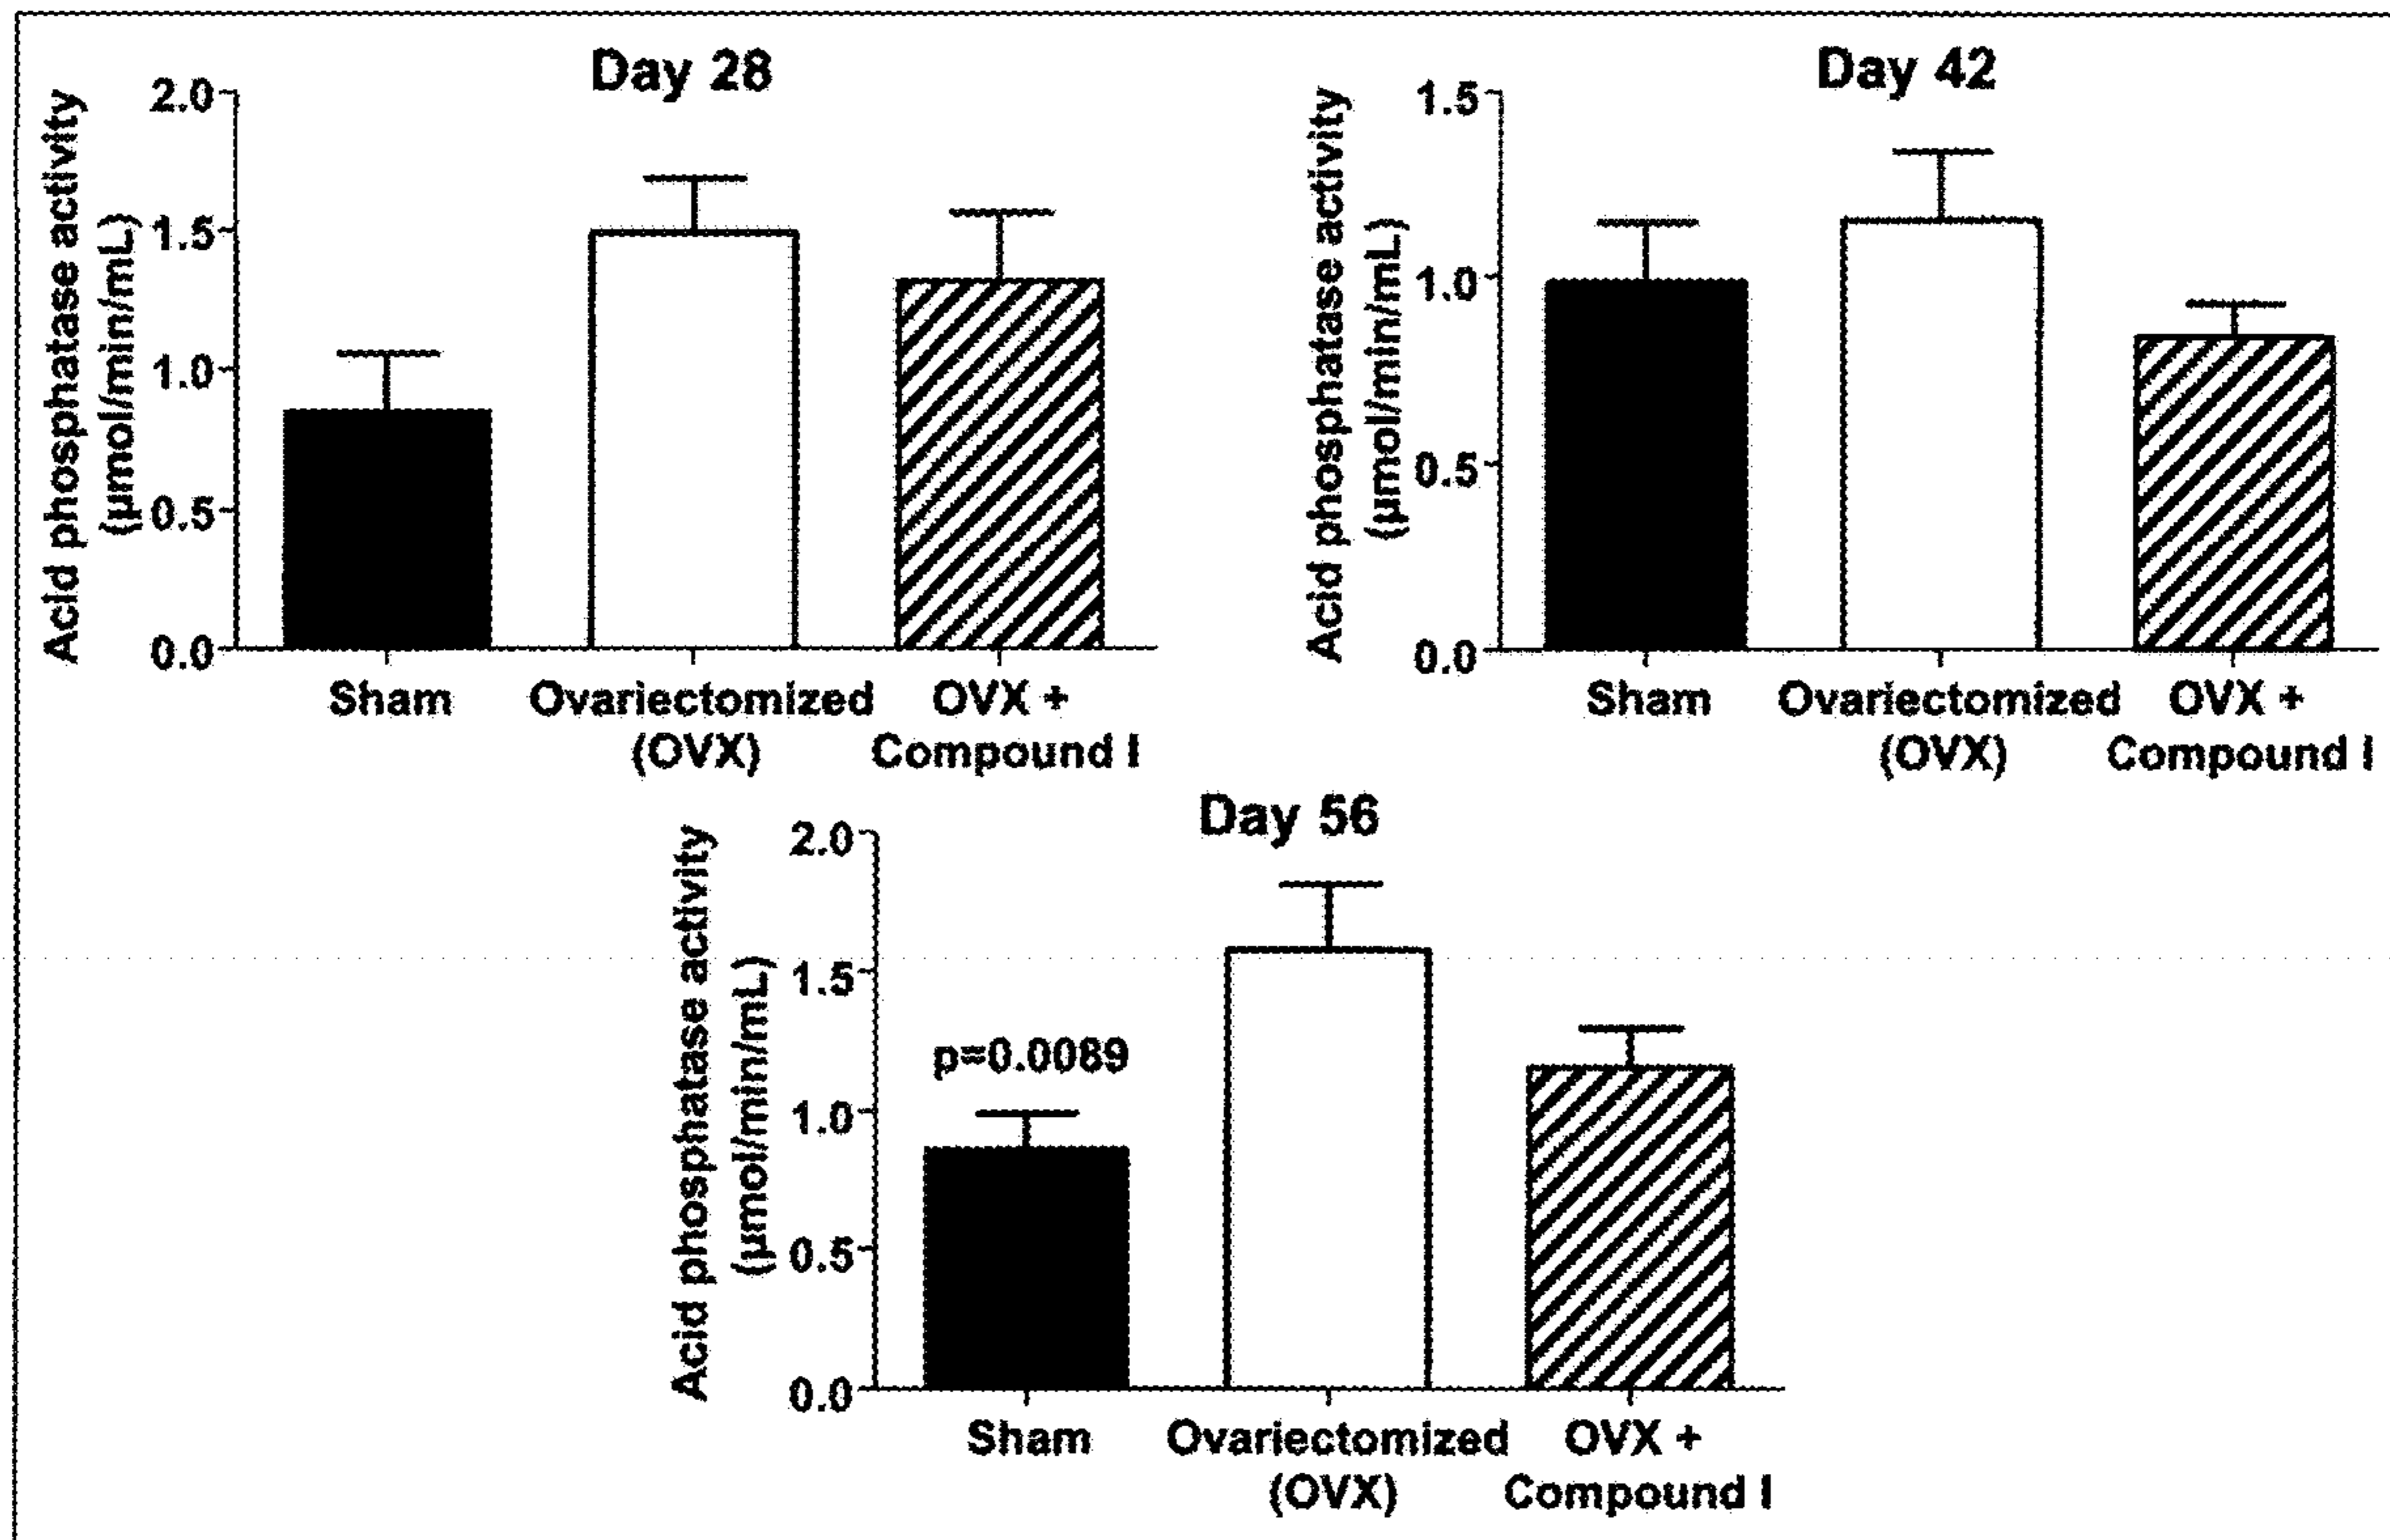 Day 28
Acid phosphatase activity
(µmol/min/mL)
2.0
1.5
1.0
0.5
0.0
Sham
Ovariectomized
(OVX)
OVX +
Compound I
Day 42
Acid phosphatase activity
(µmol/min/mL)
1.5
1.0
0.5
0.0
Sham
Ovariectomized
(OVX)
OVX +
Compound I
Day 56
Acid phosphatase activity
(µmol/min/mL)
2.0
1.5
1.0
0.5
0.0
p=0.0089
Sham
Ovariectomized
(OVX)
OVX +
Compound I